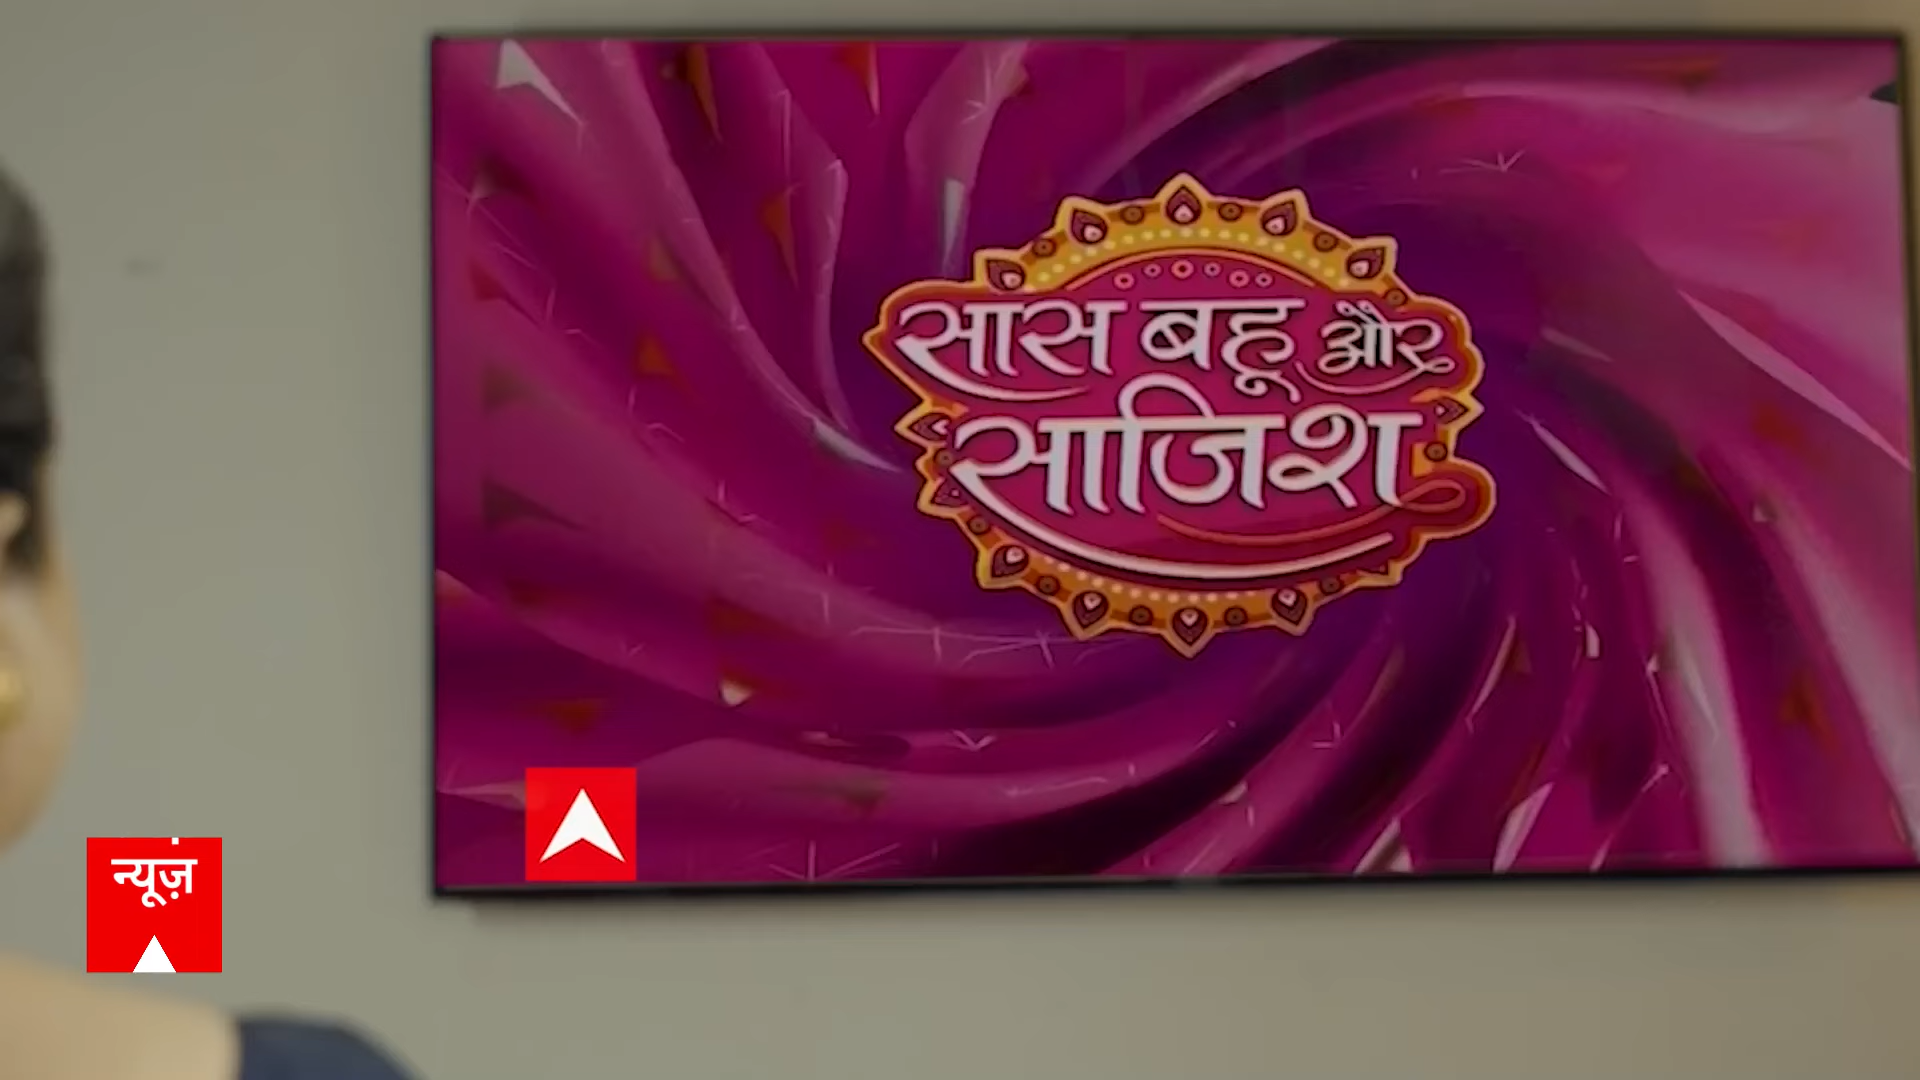 सास बहू और
साजिश
न्यूज़